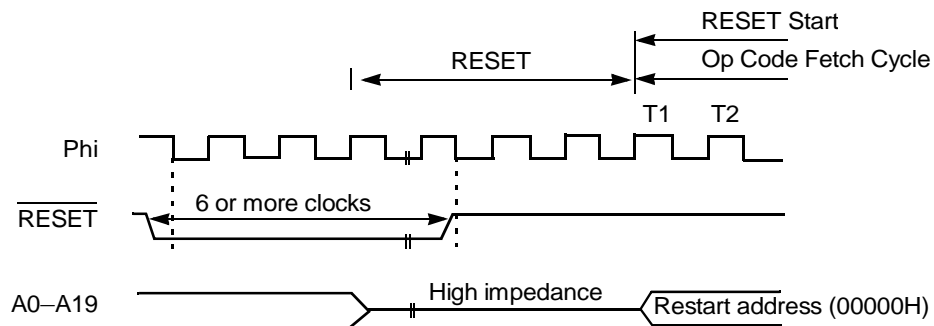 RESET Start
RESET
Op Code Fetch Cycle
T1 T2
Phi
RESET
6 or more clocks
A0–A19
High impedance
Restart address (00000H)